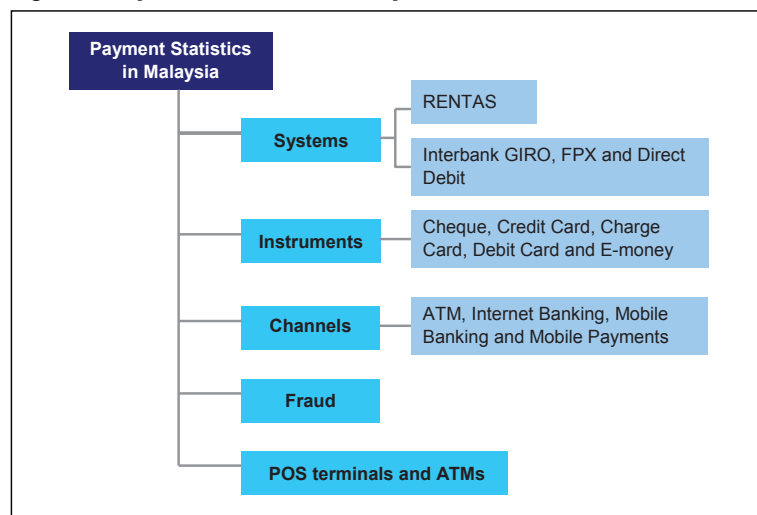 Payment Statistics
in Malaysia
RENTAS
Systems
Interbank GIRO, FPX and Direct
Debit
Instruments
Cheque, Credit Card, Charge
Card, Debit Card and E-money
Channels
ATM, Internet Banking, Mobile
Banking and Mobile Payments
Fraud
POS terminals and ATMs